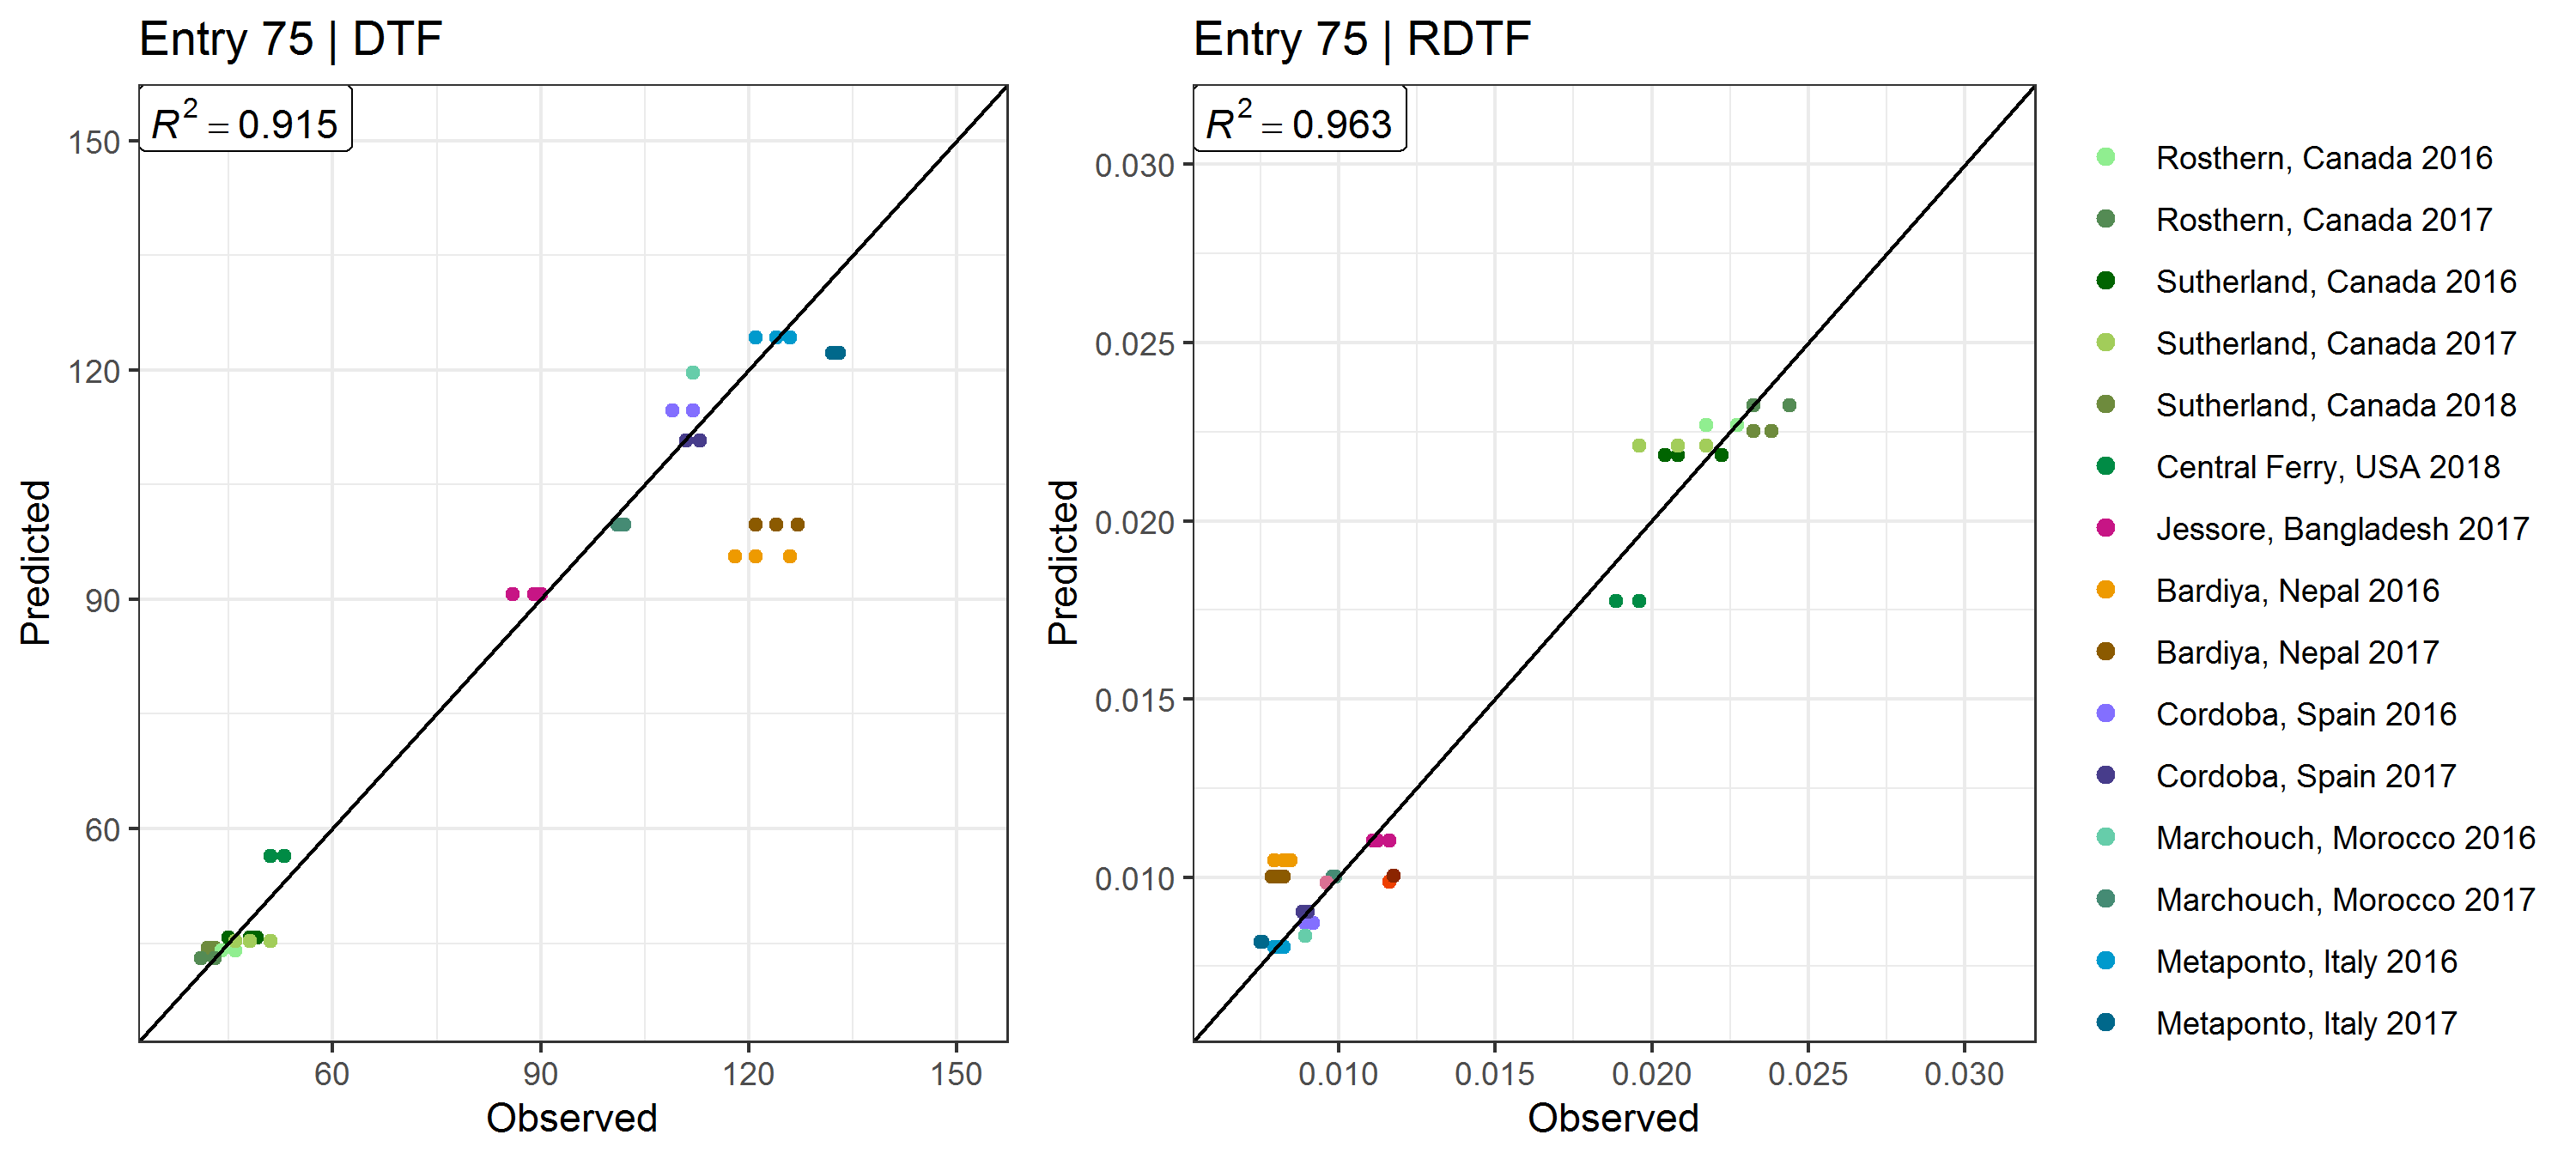 Entry 75 | DTF
R² = 0.915
150
120
90
60
60 90 120 150
Observed
Predicted
Entry 75 | RDTF
R² = 0.963
0.030
0.025
0.020
0.015
0.010
0.010 0.015 0.020 0.025 0.030
Observed
Predicted
Rosthern, Canada 2016
Rosthern, Canada 2017
Sutherland, Canada 2016
Sutherland, Canada 2017
Sutherland, Canada 2018
Central Ferry, USA 2018
Jessore, Bangladesh 2017
Bardiya, Nepal 2016
Bardiya, Nepal 2017
Cordoba, Spain 2016
Cordoba, Spain 2017
Marchouch, Morocco 2016
Marchouch, Morocco 2017
Metaponto, Italy 2016
Metaponto, Italy 2017